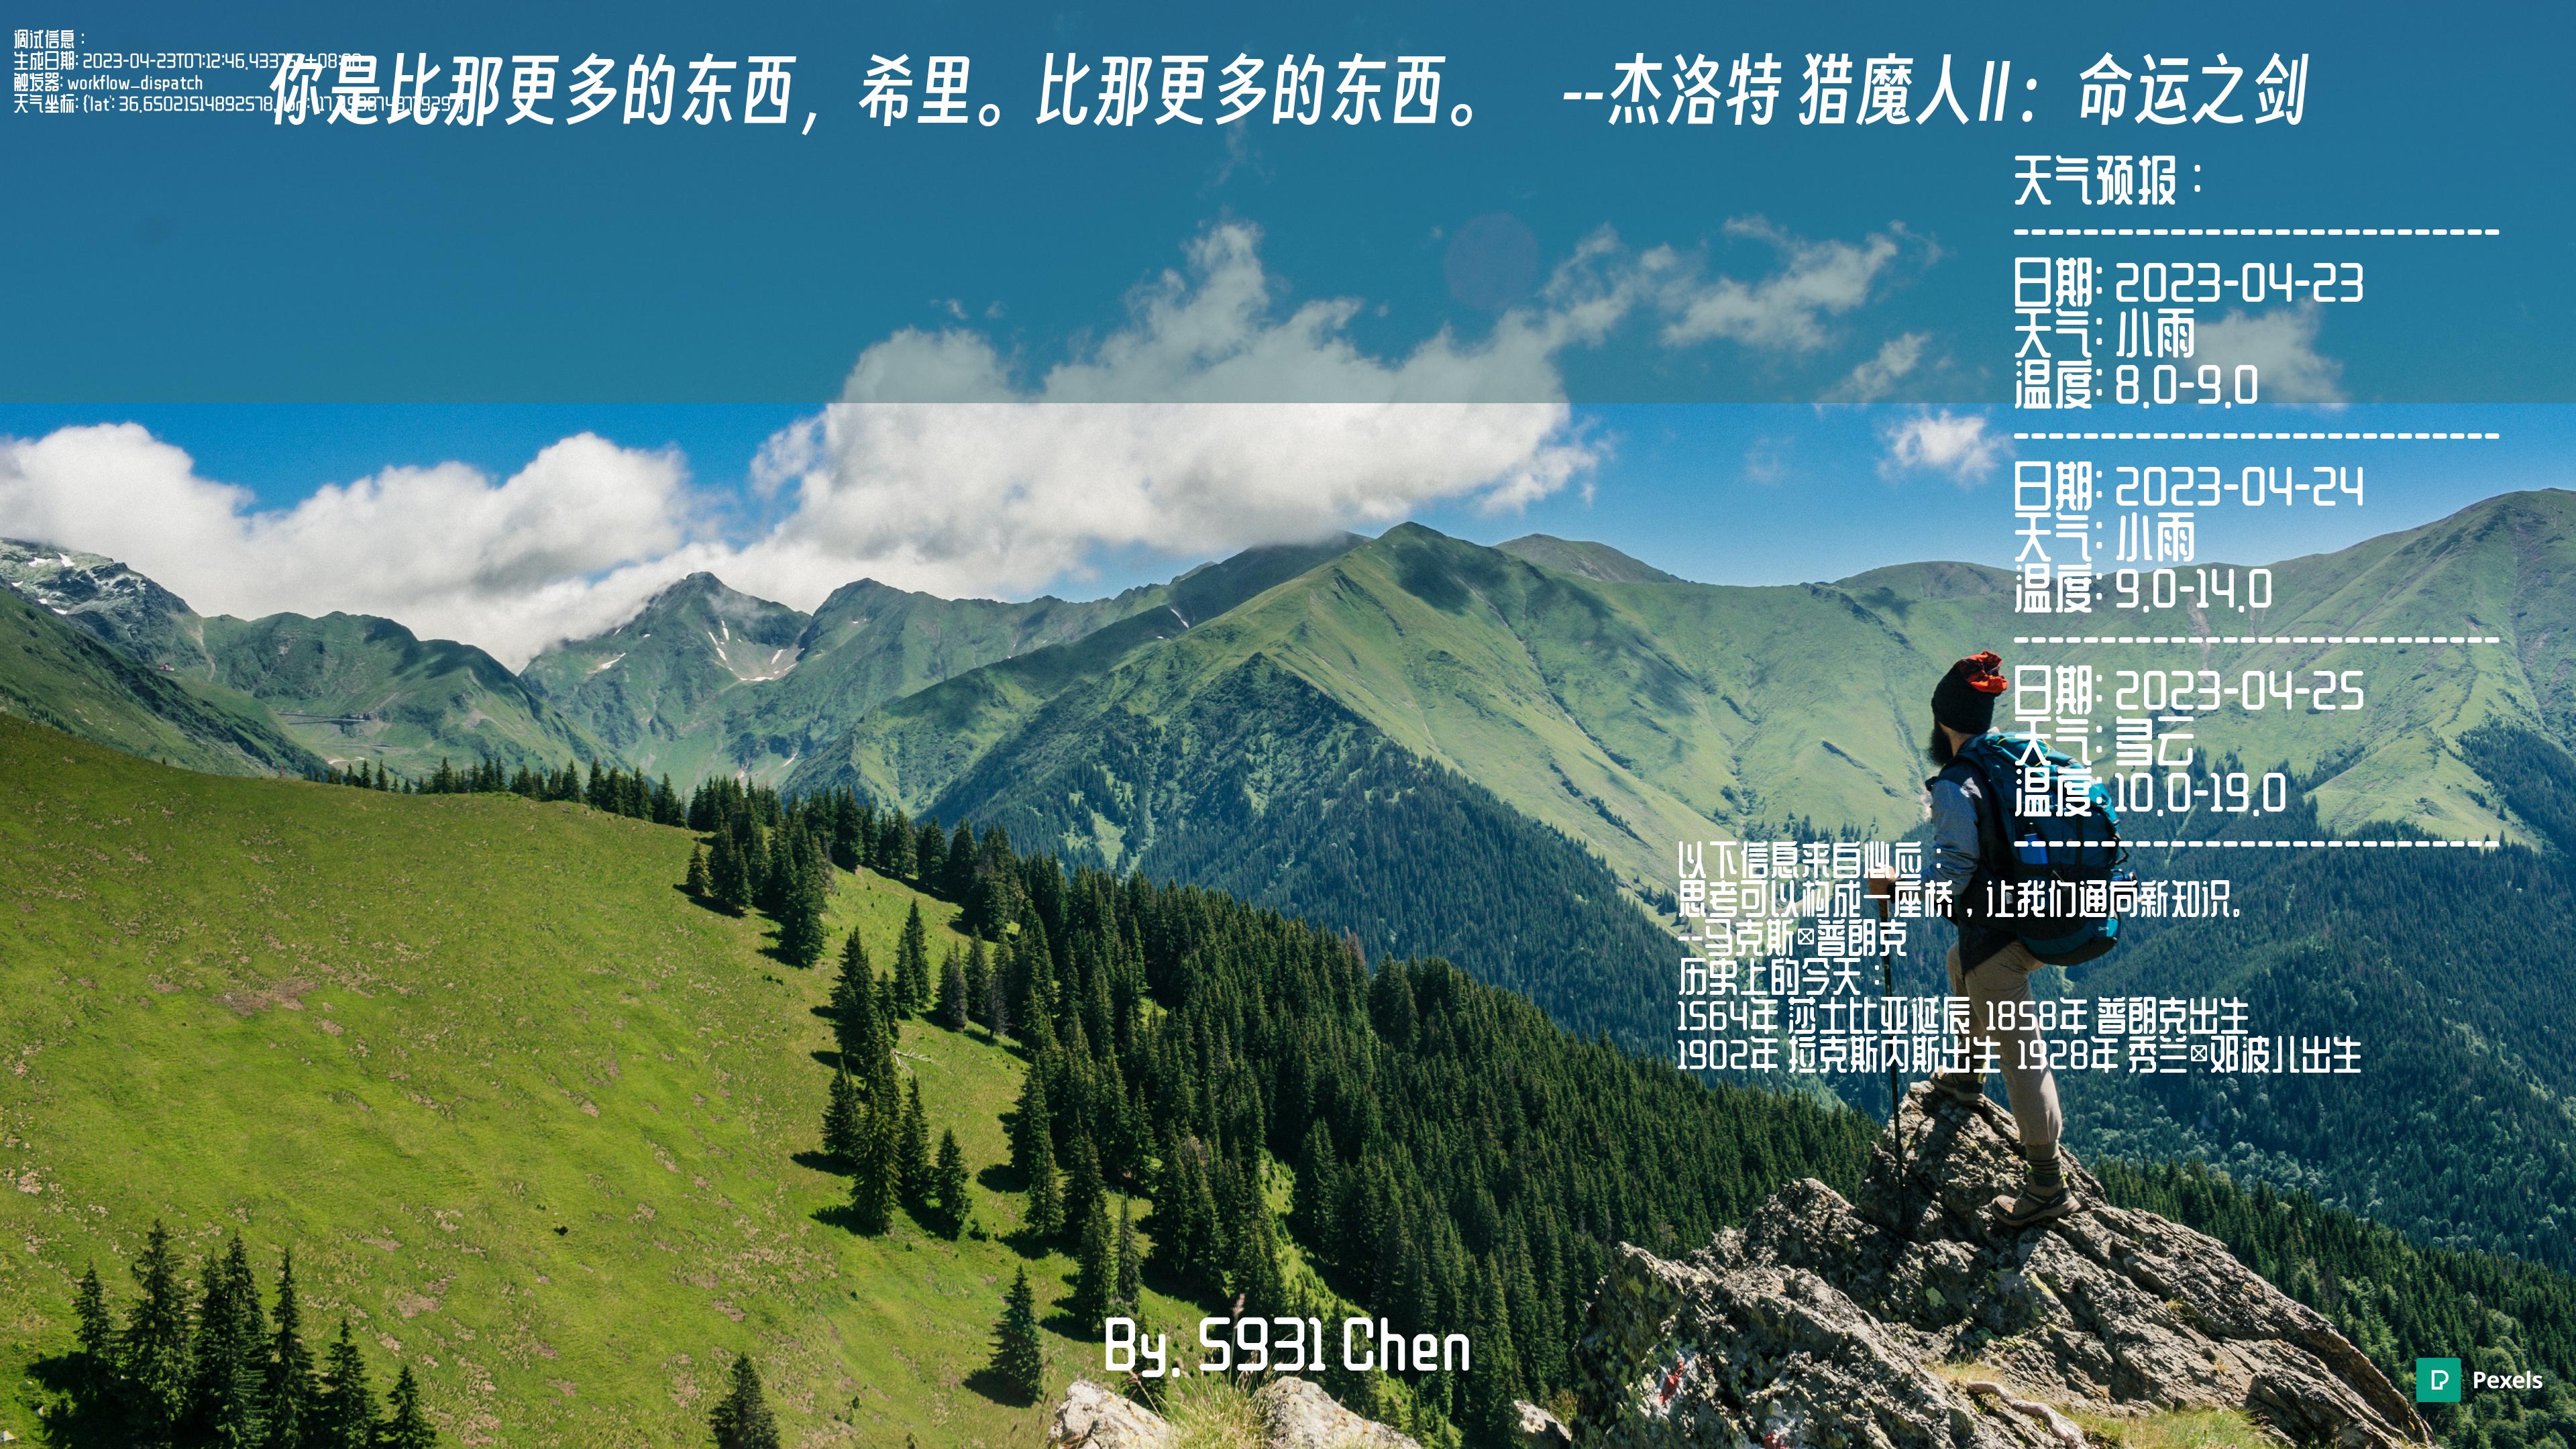 调试信息：
生成日期: 2023-04-23T07:12:46.433
触发器: workflow_dispatch
天气坐标: {'lat': 36.65021514892578,
你是比那更多的东西，希里。比那更多的东西。 --杰洛特 猎魔人II：命运之剑
天气预报：
----------------------------
日期: 2023-04-23
天气: 小雨
温度: 8.0-9.0
----------------------------
日期: 2023-04-24
天气: 小雨
温度: 9.0-14.0
----------------------------
日期: 2023-04-25
天气: 多云
温度: 10.0-19.0
----------------------------
以下信息来自必应：
思考可以构成一座桥，让我们通向新知识。
--马克斯☒普朗克
历史上的今天：
1564年 莎士比亚诞辰 1858年 普朗克出生
1902年 拉克斯内斯出生 1928年 秀兰☒邓波儿出生
By. S931 Chen
Pexels